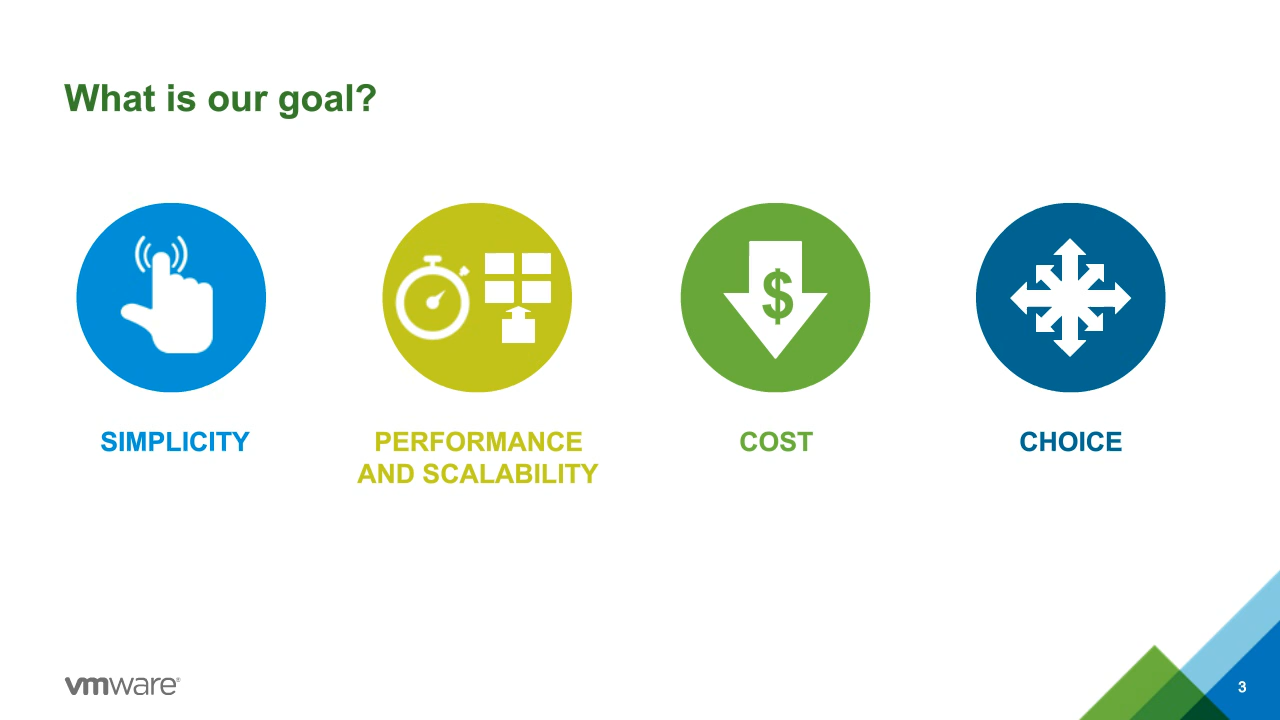 What is our goal?
$
SIMPLICITY
PERFORMANCE
AND SCALABILITY
COST
CHOICE
vmware®
3